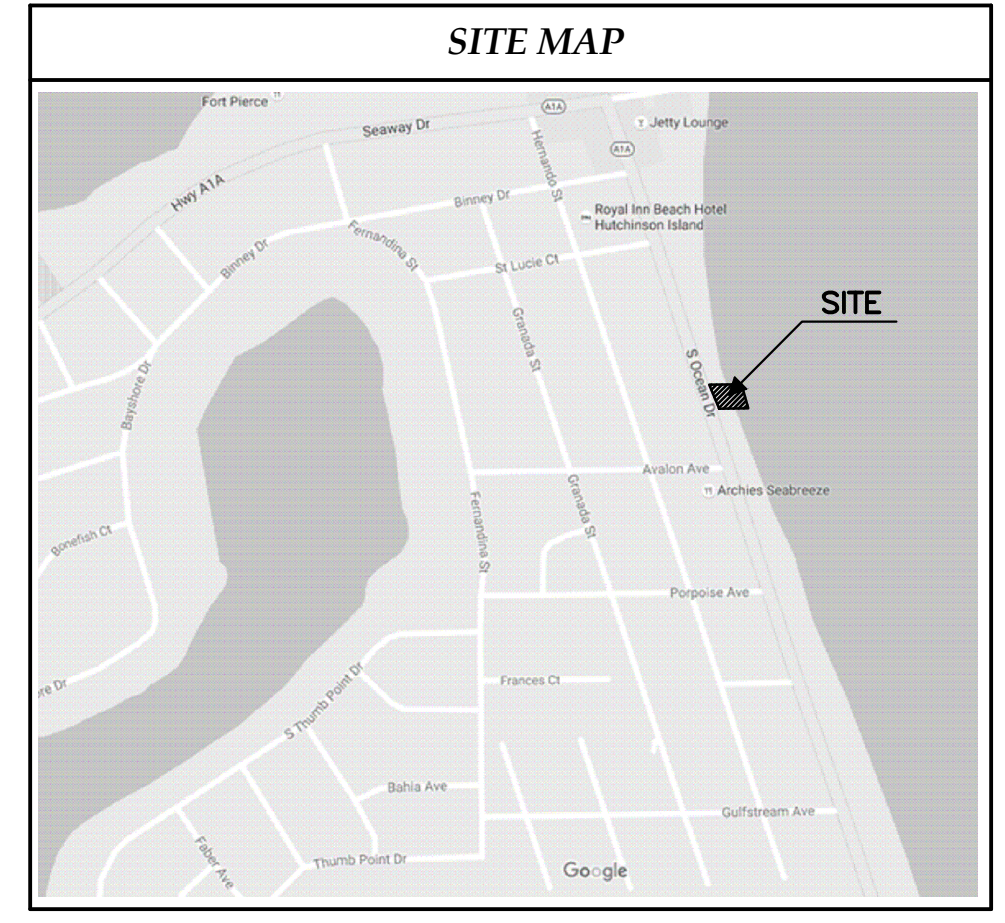 SITE MAP
Fort Pierce
Seaway Dr
A1A
Jetty Lounge
A1A
Hernando St
Hwy A1A
Binney Dr
Royal Inn Beach Hotel
Hutchinson Island
Fernandina St
Binney Dr
St Lucie Ct
SITE
Granada St
S Ocean Dr
Bayshore Dr
Avalon Ave
Archies Seabreeze
Granada St
Fernandina St
Bonefish Ct
Porpoise Ave
Frances Ct
re Dr
S Thumb Point Dr
Bahia Ave
Gulfstream Ave
Faber Ave
Thumb Point Dr
Google